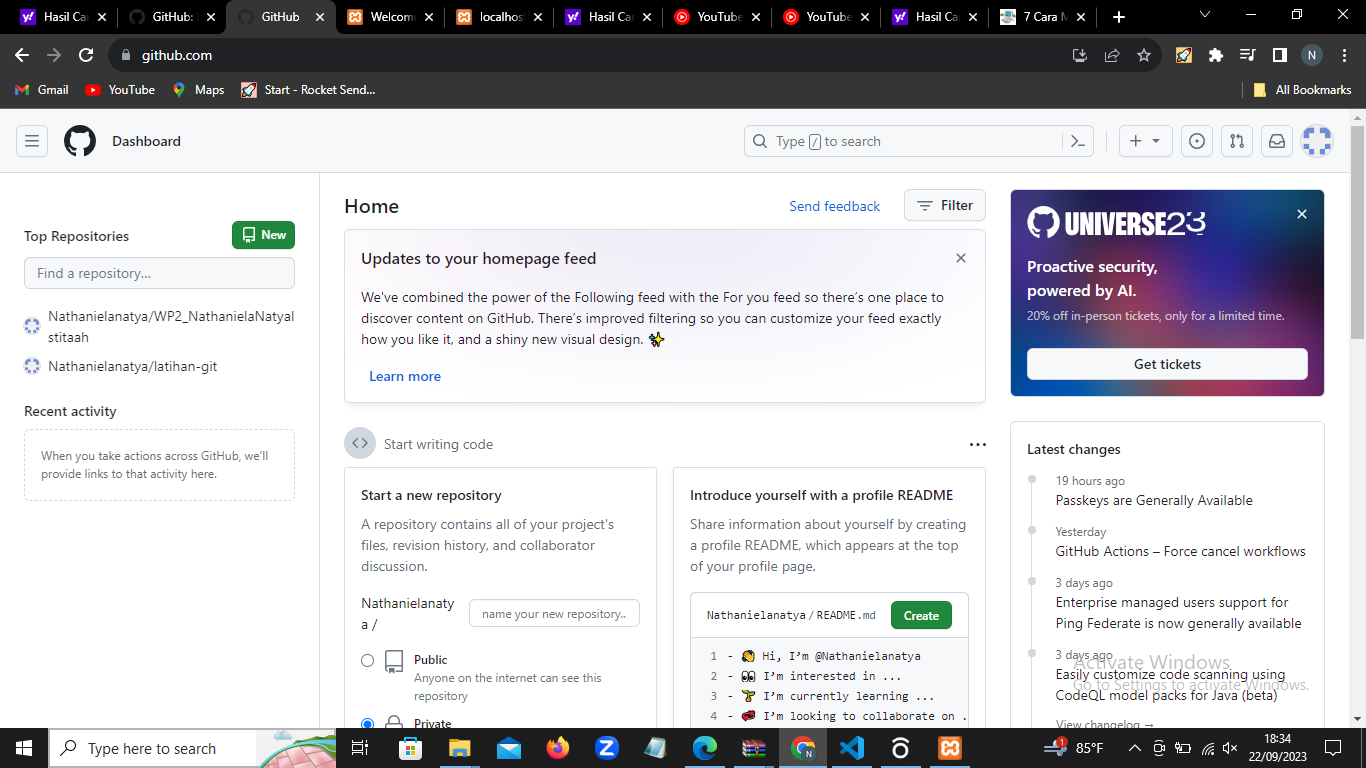 Hasil Ca
GitHub:
GitHub
Welcom
localhos
Hasil Ca
YouTube
YouTube
Hasil Ca
7 Cara M
github.com
N
Gmail
YouTube
Maps
Start - Rocket Send...
All Bookmarks
Dashboard
Type / to search
Top Repositories
New
Find a repository...
Nathanielanatya/WP2_NathanielaNatyal
stitaah
Nathanielanatya/latihan-git
Recent activity
When you take actions across GitHub, we'll
provide links to that activity here.
Home
Send feedback
Filter
Updates to your homepage feed
We've combined the power of the Following feed with the For you feed so there's one place to
discover content on GitHub. There's improved filtering so you can customize your feed exactly
how you like it, and a shiny new visual design. ✨
Learn more
Start writing code
Start a new repository
A repository contains all of your project's
files, revision history, and collaborator
discussion.
Nathanielanaty
a /
name your new repository...
Public
Anyone on the internet can see this
repository
Private
Introduce yourself with a profile README
Share information about yourself by creating
a profile README, which appears at the top
of your profile page.
Nathanielanatya / README.md
Create
1 - 👋 Hi, I'm @Nathanielanatya
2 - 👀 I'm interested in ...
3 - 🌱 I'm currently learning ...
4 - 💞️ I'm looking to collaborate on .
UNIVERSE23
Proactive security,
powered by AI.
20% off in-person tickets, only for a limited time.
Get tickets
Latest changes
19 hours ago
Passkeys are Generally Available
Yesterday
GitHub Actions – Force cancel workflows
3 days ago
Enterprise managed users support for
Ping Federate is now generally available
3 days ago
Easily customize code scanning using
CodeQL model packs for Java (beta)
View changelog →
Activate Windows
Go to Settings to activate Windows.
Type here to search
1
85°F
18:34
22/09/2023